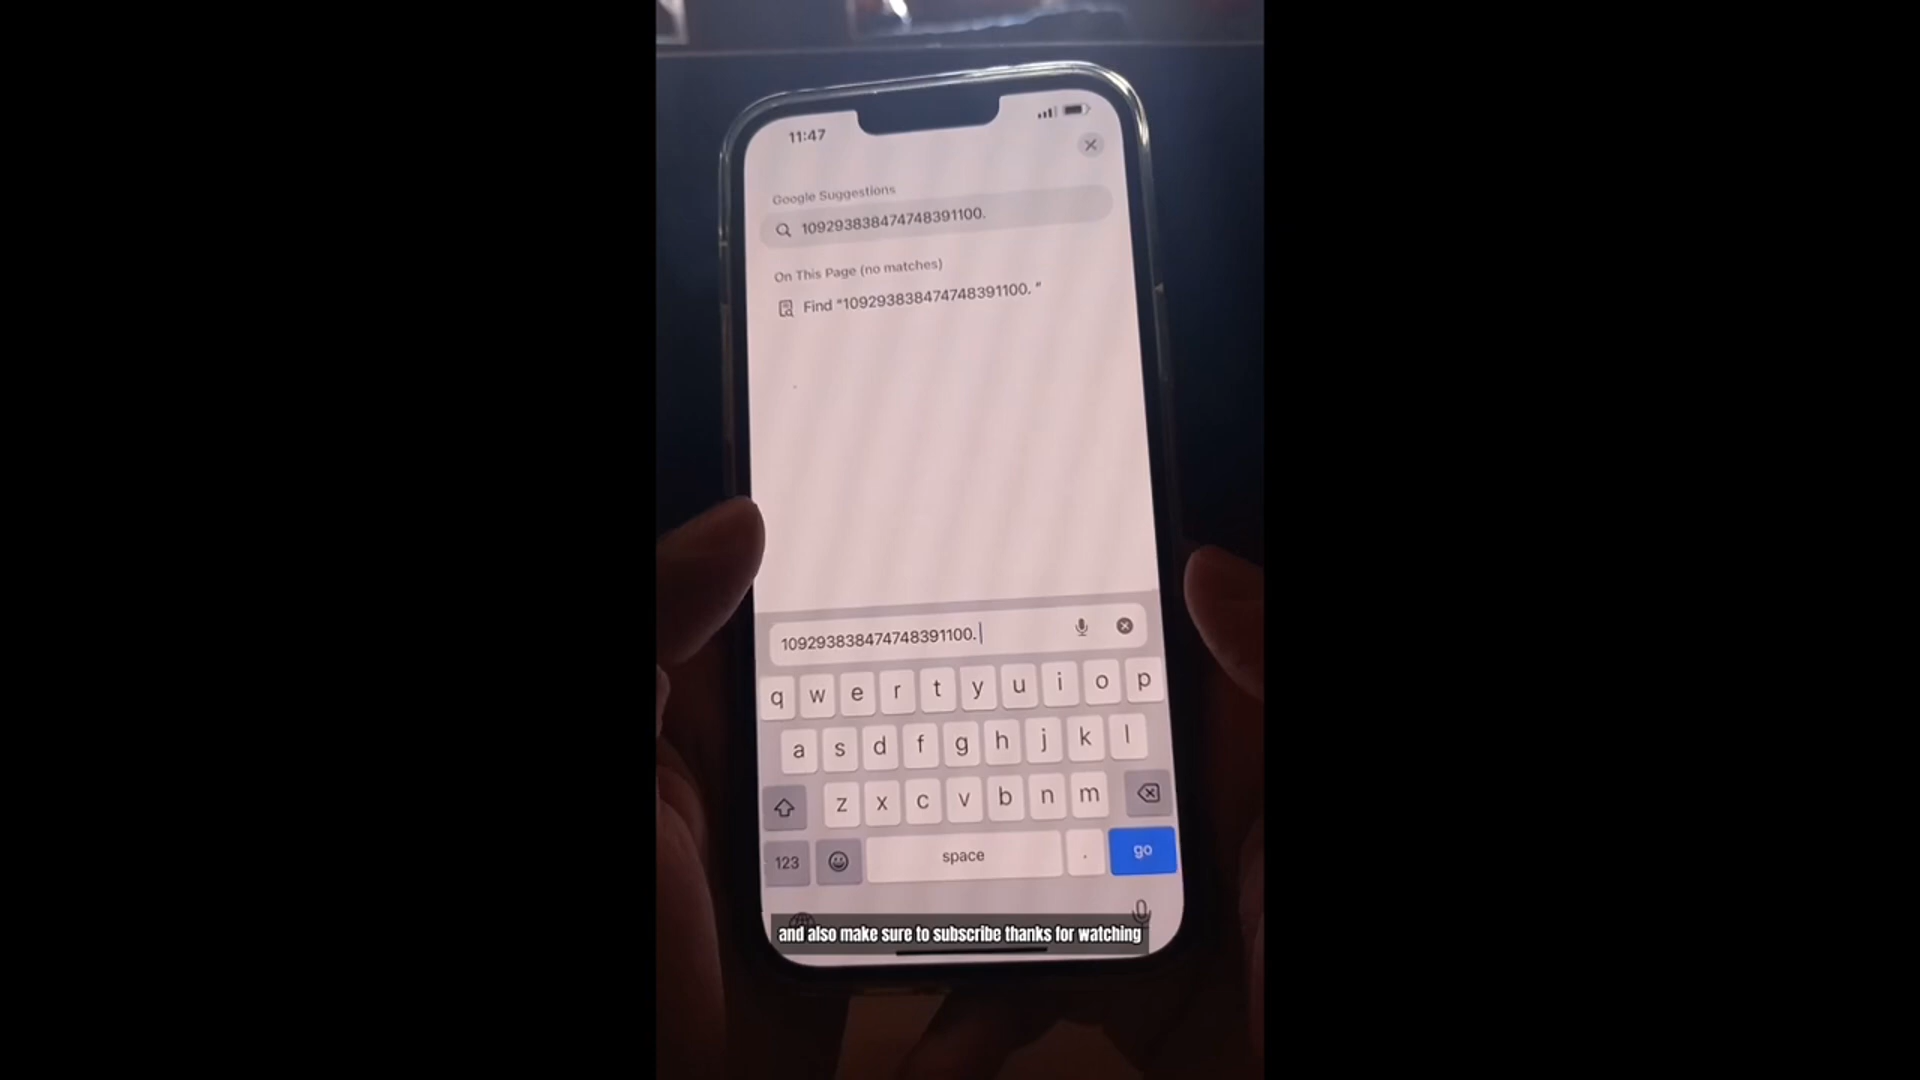 11:47
Google Suggestions
109293838474748391100.
On This Page (no matches)
Find "109293838474748391100. "
109293838474748391100.
q w e r t y u i o p
a s d f g h j k l
z x c v b n m
123 space . go
and also make sure to subscribe thanks for watching